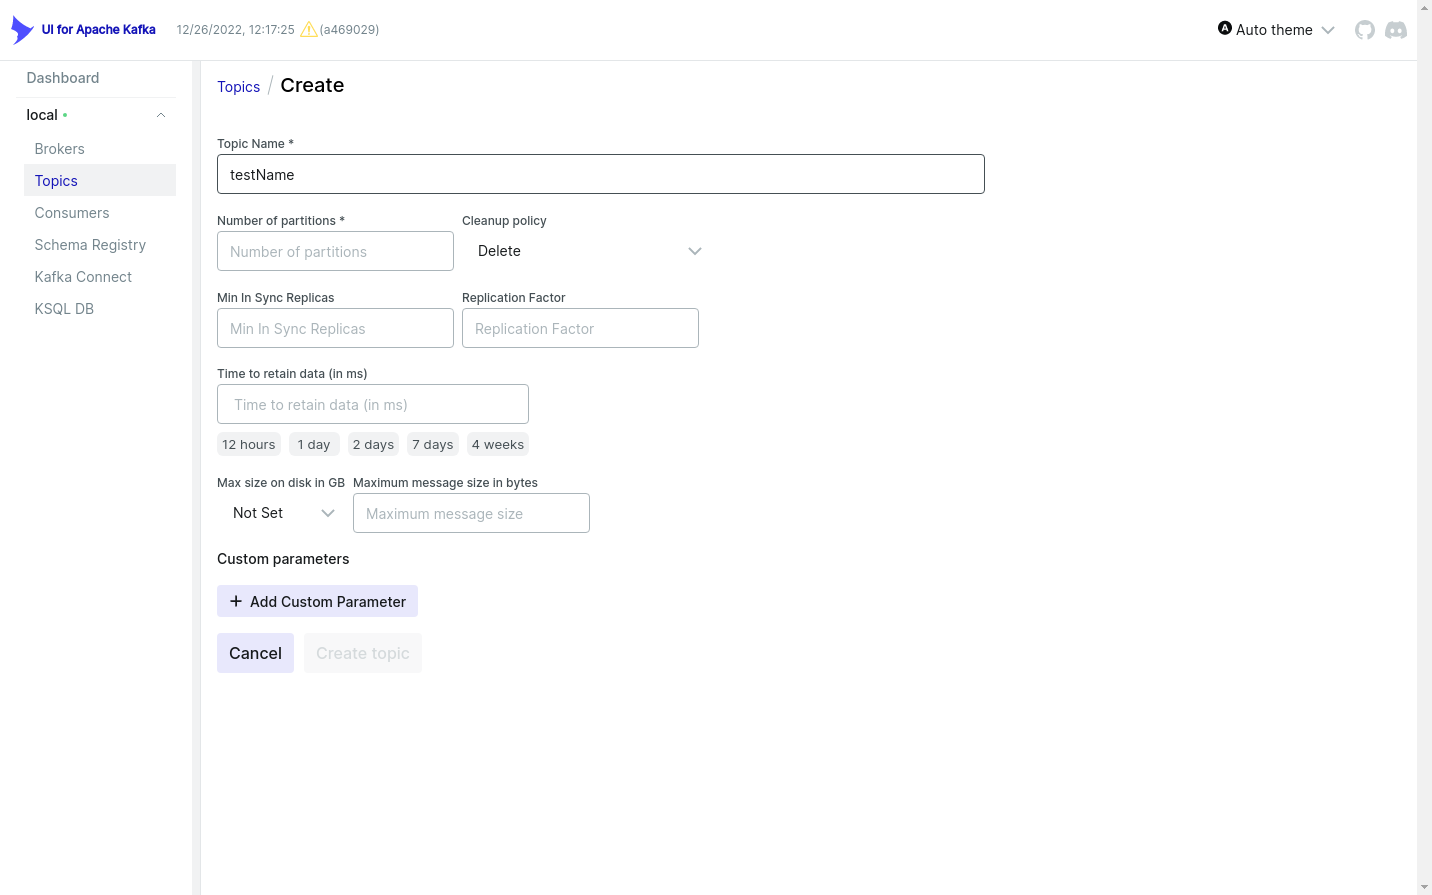 UI for Apache Kafka 12/26/2022, 12:17:25 (a469029) A Auto theme
Dashboard
local
Brokers
Topics
Consumers
Schema Registry
Kafka Connect
KSQL DB
Topics / Create
Topic Name *
testName
Number of partitions * Cleanup policy
Number of partitions Delete
Min In Sync Replicas Replication Factor
Min In Sync Replicas Replication Factor
Time to retain data (in ms)
Time to retain data (in ms)
12 hours 1 day 2 days 7 days 4 weeks
Max size on disk in GB Maximum message size in bytes
Not Set Maximum message size
Custom parameters
+ Add Custom Parameter
Cancel Create topic